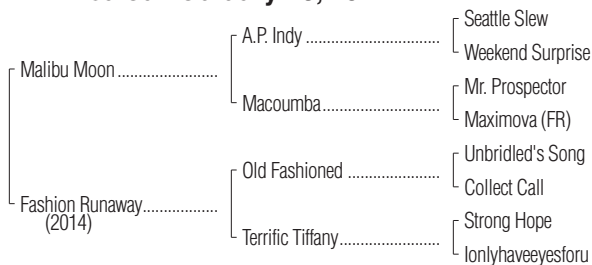 Malibu Moon ......................
A.P. Indy ..............................
Seattle Slew
Weekend Surprise
Macoumba..........................
Mr. Prospector
Maximova (FR)
Fashion Runaway................
(2014)
Old Fashioned .....................
Unbridled's Song
Collect Call
Terrific Tiffany......................
Strong Hope
Ionlyhaveeyesforu